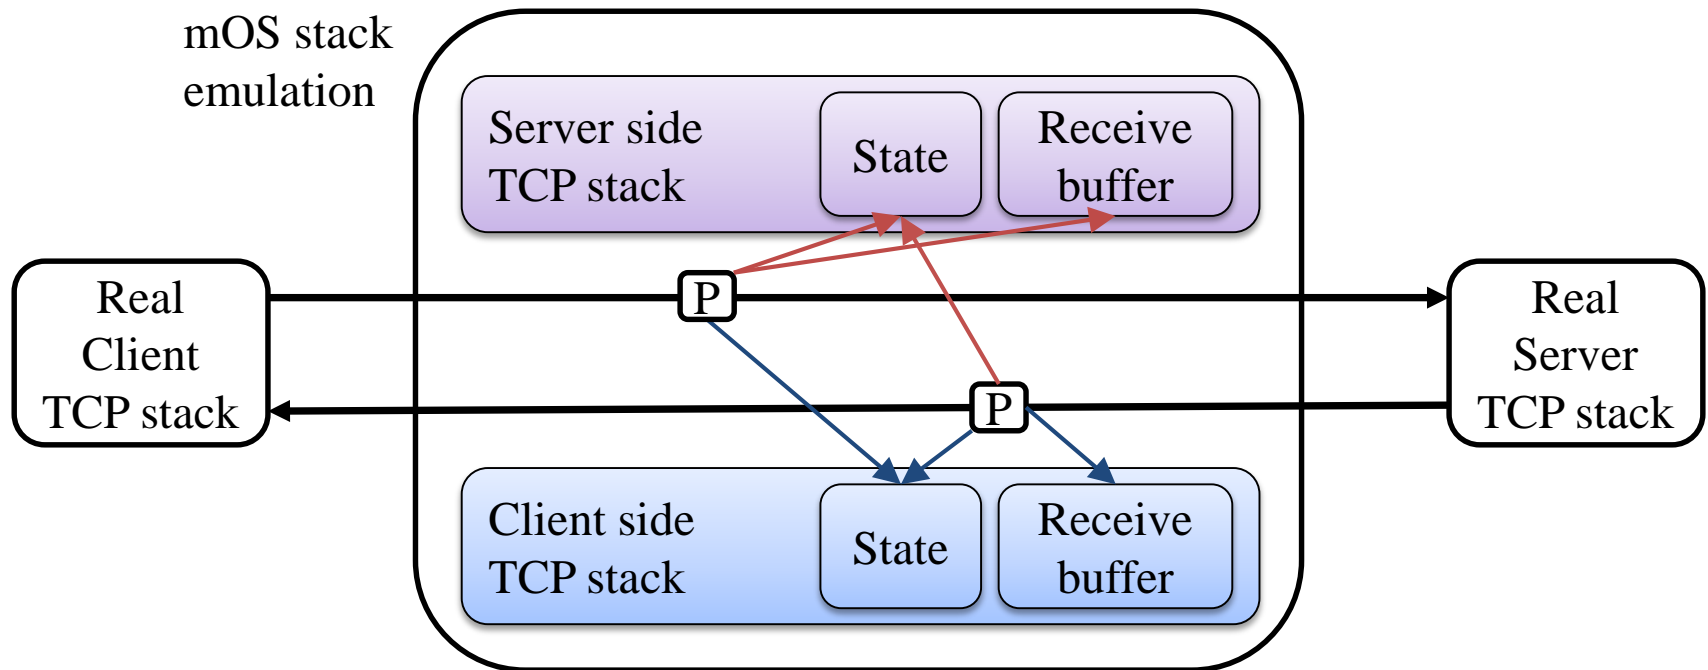 mOS stack
emulation
Server side
TCP stack
State
Receive
buffer
Real
Client
TCP stack
P
P
Real
Server
TCP stack
Client side
TCP stack
State
Receive
buffer